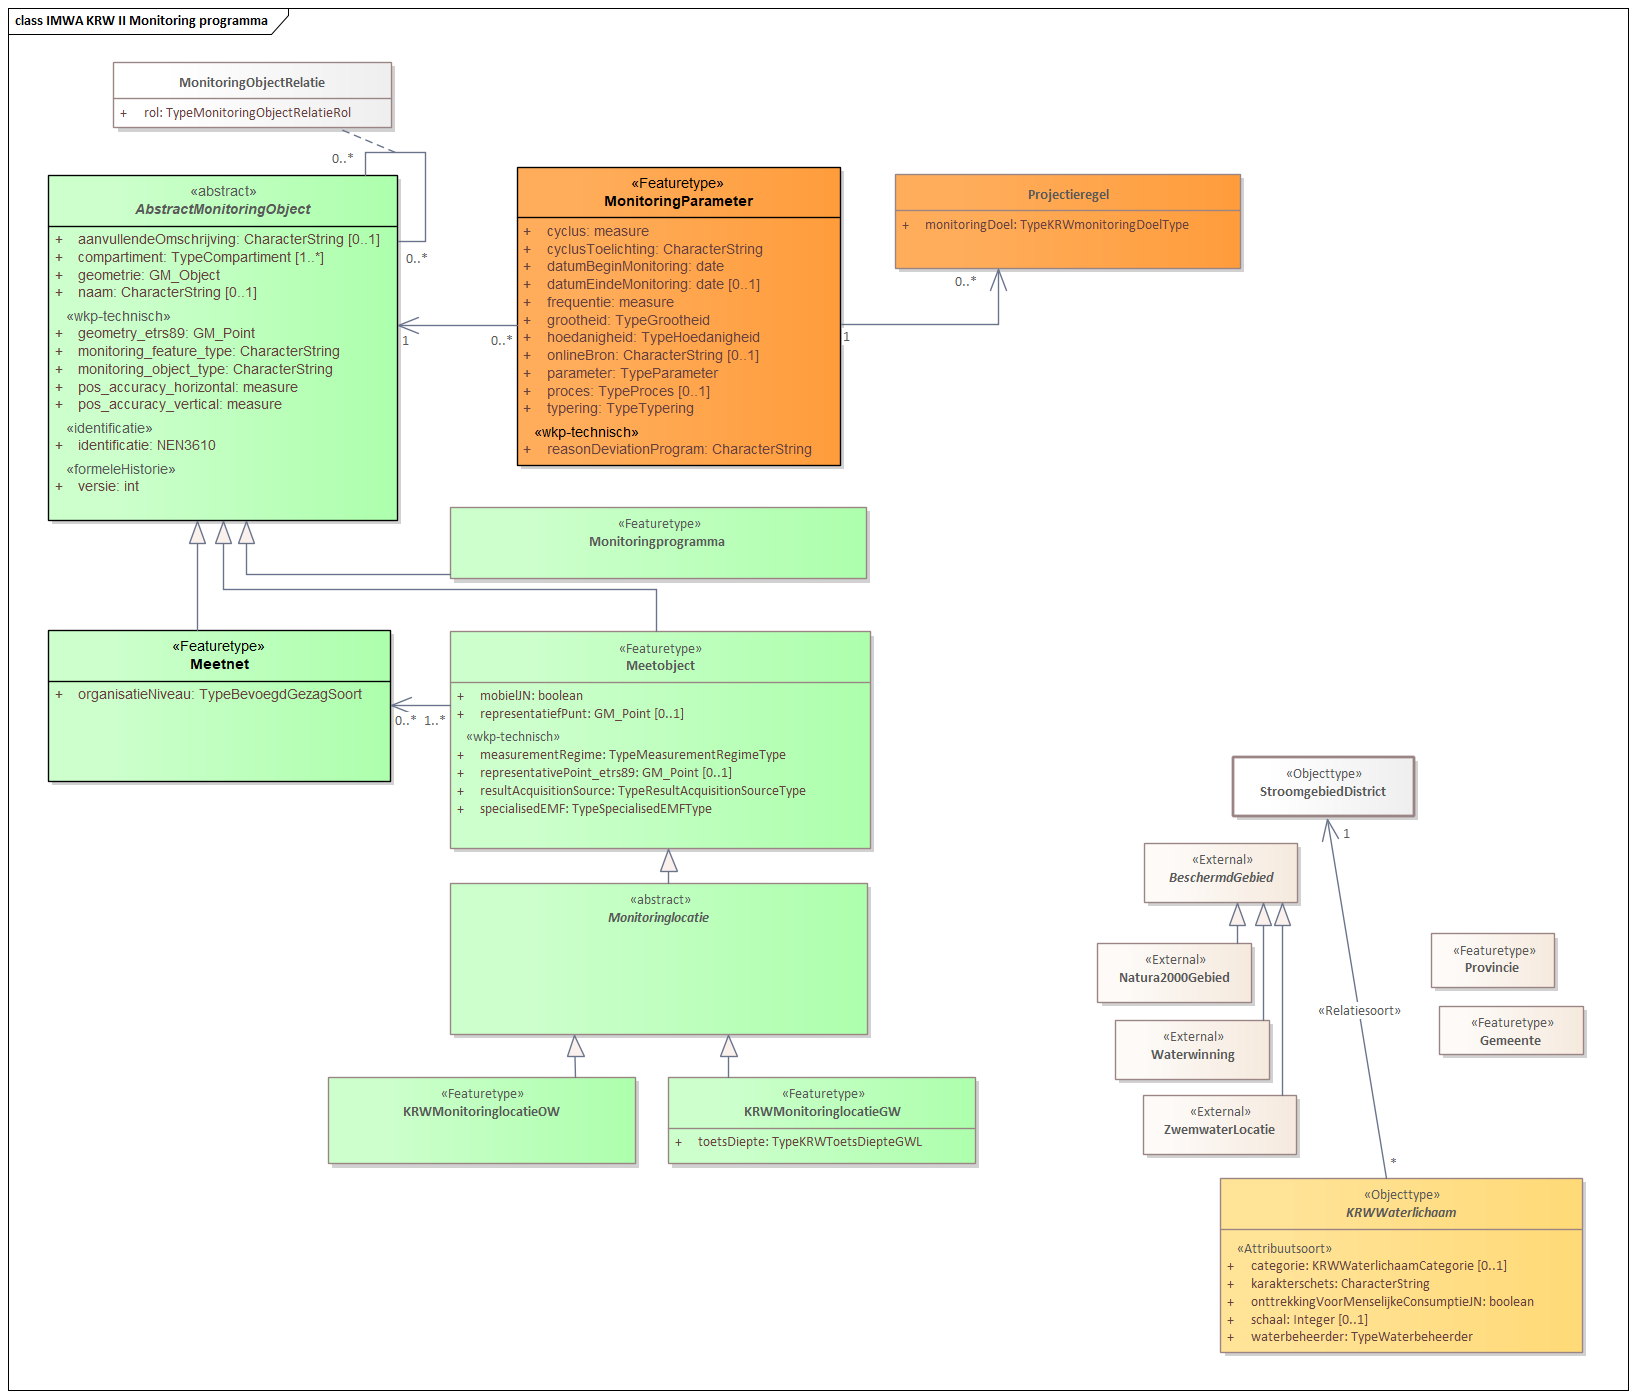 class IMWA KRW II Monitoring programma
MonitoringObjectRelatie
+ rol: TypeMonitoringObjectRelatieRol
0..*
0..*
«abstract»
AbstractMonitoringObject
+ aanvullendeOmschrijving: CharacterString [0..1]
+ compartiment: TypeCompartiment [1..*]
+ geometrie: GM_Object
+ naam: CharacterString [0..1]
«wkp-technisch»
+ geometry_etrs89: GM_Point
+ monitoring_feature_type: CharacterString
+ monitoring_object_type: CharacterString
+ pos_accuracy_horizontal: measure
+ pos_accuracy_vertical: measure
«identificatie»
+ identificatie: NEN3610
«formeleHistorie»
+ versie: int
1
0..*
«Featuretype»
MonitoringParameter
+ cyclus: measure
+ cyclusToelichting: CharacterString
+ datumBeginMonitoring: date
+ datumEindeMonitoring: date [0..1]
+ frequentie: measure
+ grootheid: TypeGrootheid
+ hoedanigheid: TypeHoedanigheid
+ onlineBron: CharacterString [0..1]
+ parameter: TypeParameter
+ proces: TypeProces [0..1]
+ typering: TypeTypering
«wkp-technisch»
+ reasonDeviationProgram: CharacterString
1
0..*
Projectieregel
+ monitoringDoel: TypeKRWmonitoringDoelType
«Featuretype»
Monitoringprogramma
«Featuretype»
Meetnet
+ organisatieNiveau: TypeBevoegdGezagSoort
0..* 1..*
«Featuretype»
Meetobject
+ mobielJN: boolean
+ representatiefPunt: GM_Point [0..1]
«wkp-technisch»
+ measurementRegime: TypeMeasurementRegimeType
+ representativePoint_etrs89: GM_Point [0..1]
+ resultAcquisitionSource: TypeResultAcquisitionSourceType
+ specialisedEMF: TypeSpecialisedEMFType
«abstract»
Monitoringlocatie
«Featuretype»
KRWMonitoringlocatieOW
«Featuretype»
KRWMonitoringlocatieGW
+ toetsDiepte: TypeKRWToetsDiepteGWL
«Objecttype»
StroomgebiedDistrict
1
«External»
BeschermdGebied
«External»
Natura2000Gebied
«External»
Waterwinning
«External»
ZwemwaterLocatie
«Relatiesoort»
«Featuretype»
Provincie
«Featuretype»
Gemeente
*
«Objecttype»
KRWWaterlichaam
«Attribuutsoort»
+ categorie: KRWWaterlichaamCategorie [0..1]
+ karakterschets: CharacterString
+ onttrekkingVoorMenselijkeConsumptieJN: boolean
+ schaal: Integer [0..1]
+ waterbeheerder: TypeWaterbeheerder